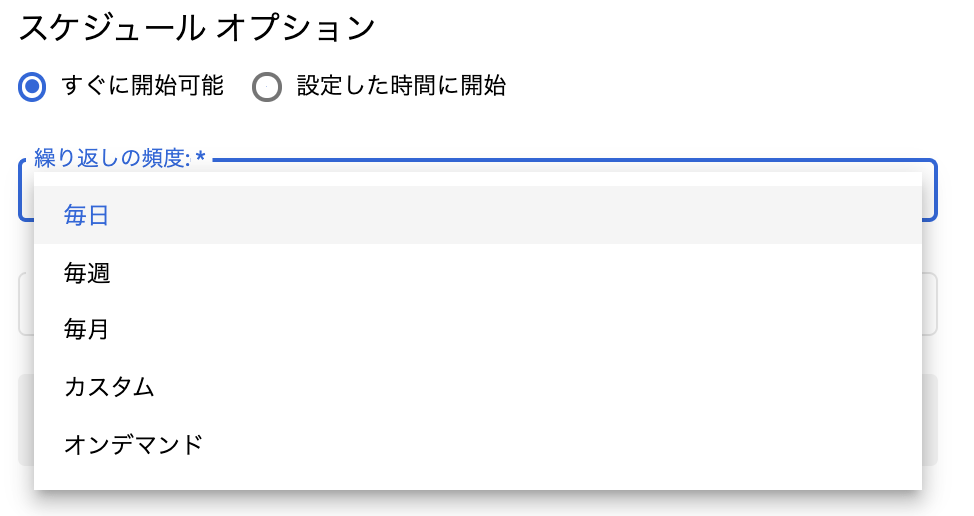 スケジュール オプション
すぐに開始可能 設定した時間に開始
繰り返しの頻度: *
毎日
毎週
毎月
カスタム
オンデマンド